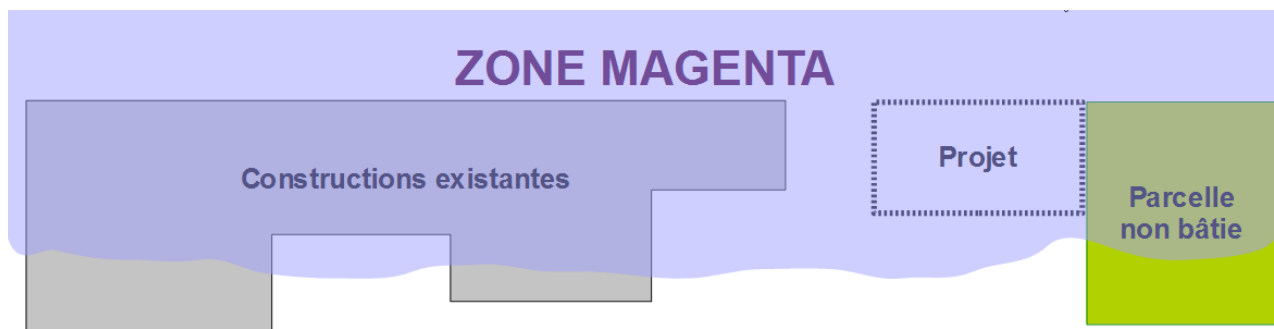 ZONE MAGENTA
Constructions existantes
Projet
Parcelle
non bâtie